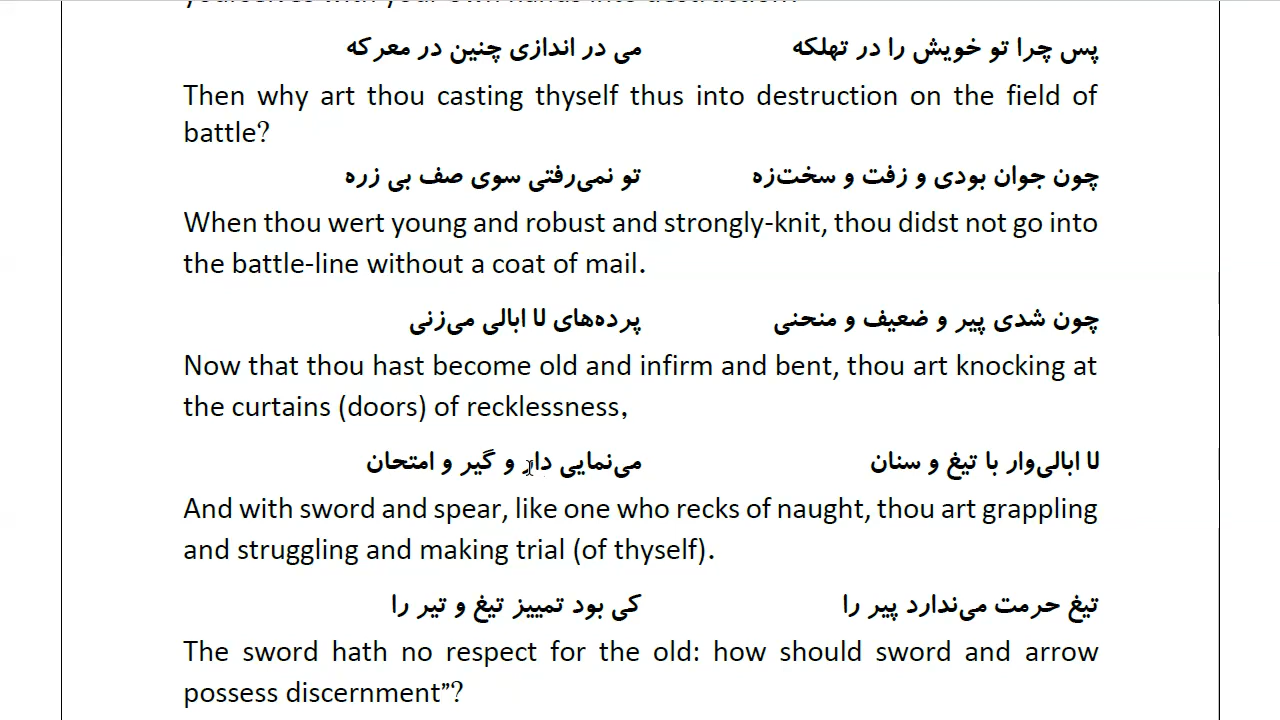 yourselves with your own hands into destruction?
پس چرا تو خویش را در تهلکه می در اندازی چنین در معرکه
Then why art thou casting thyself thus into destruction on the field of
battle?
چون جوان بودی و زفت و سخت‌زه تو نمی‌رفتی سوی صف بی زره
When thou wert young and robust and strongly-knit, thou didst not go into
the battle-line without a coat of mail.
چون شدی پیر و ضعیف و منحنی پرده‌های لا ابالی می‌زنی
Now that thou hast become old and infirm and bent, thou art knocking at
the curtains (doors) of recklessness,
لا ابالی‌وار با تیغ و سنان می‌نمایی دار و گیر و امتحان
And with sword and spear, like one who recks of naught, thou art grappling
and struggling and making trial (of thyself).
تیغ حرمت می‌ندارد پیر را کی بود تمییز تیغ و تیر را
The sword hath no respect for the old: how should sword and arrow
possess discernment”?